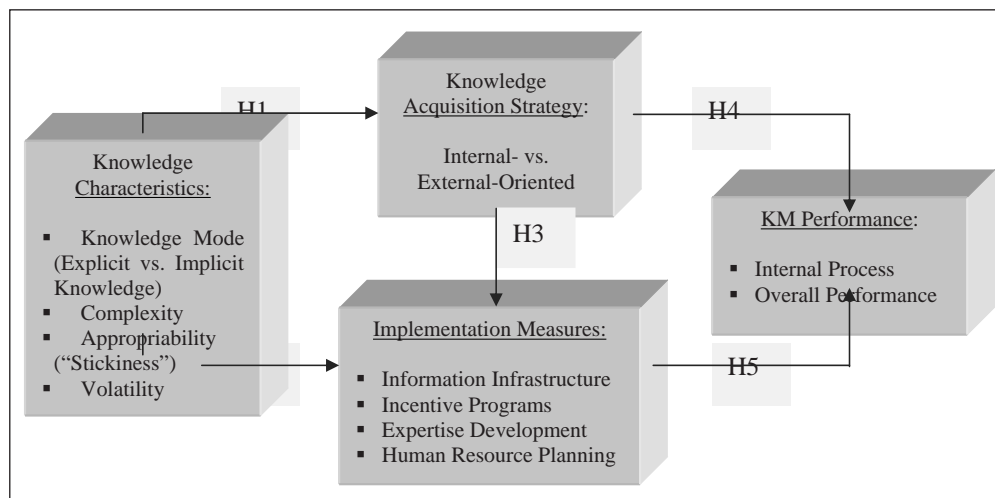 Knowledge
Acquisition Strategy:
Internal- vs.
External-Oriented
H1
H4
Knowledge
Characteristics:
▪ Knowledge Mode
(Explicit vs. Implicit
Knowledge)
▪ Complexity
▪ Appropriability
(“Stickiness”)
▪ Volatility
H3
KM Performance:
▪ Internal Process
▪ Overall Performance
Implementation Measures:
▪ Information Infrastructure
▪ Incentive Programs
▪ Expertise Development
▪ Human Resource Planning
H5